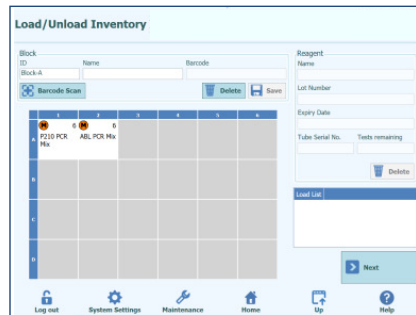 Load/Unload Inventory
Block
ID Name Barcode
Block-A
Barcode Scan Delete Save
1 2 3 4 5 6
A
M 6 M 6
P210 PCR Mix ABL PCR Mix
B
C
D
Reagent
Name
Lot Number
Expiry Date
Tube Serial No. Tests remaining
Delete
Load List
Next
Log out System Settings Maintenance Home Up Help